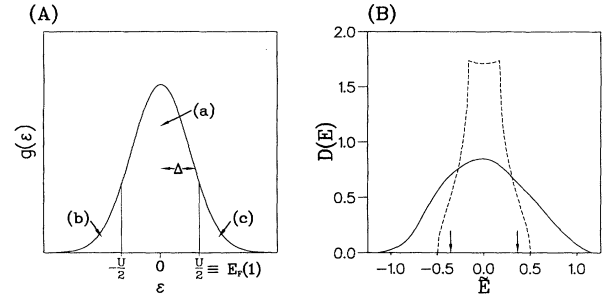 (A)
g(ε)
(a)
Δ
(b)
(c)
-U/2
0
U/2 ≡ E_F(1)
ε
(B)
D(E)
2.0
1.5
1.0
0.5
0.0
-1.0
-0.5
0.0
0.5
1.0
Ẽ